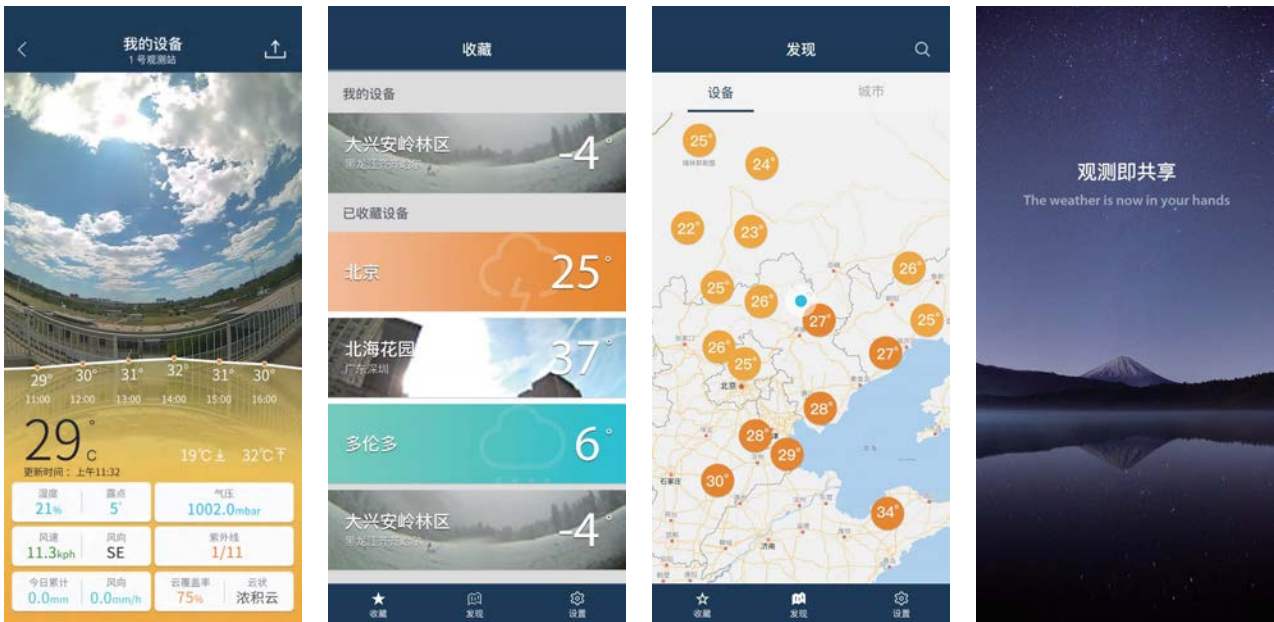 我的设备
1 号观测站
29° 30° 31° 32° 31° 30°
11:00 12:00 13:00 14:00 15:00 16:00
29°C
更新时间：上午11:32
19℃ 32℃
湿度 露点 气压
21% 5° 1002.0mbar
风速 风向 紫外线
11.3kph SE 1/11
今日累计 风向 云覆盖率 云状
0.0mm 0.0mm/h 75% 浓积云
收藏
我的设备
大兴安岭林区
-4°
已收藏设备
北京
25°
北海花园
广东深圳
37°
多伦多
6°
大兴安岭林区
-4°
收藏 发现 设置
发现
设备 城市
25°
24°
22°
23°
26°
25°
26°
27°
25°
26°
25°
27°
北京
28°
28°
29°
石家庄
30°
34°
济南
收藏 发现 设置
观测即共享
The weather is now in your hands